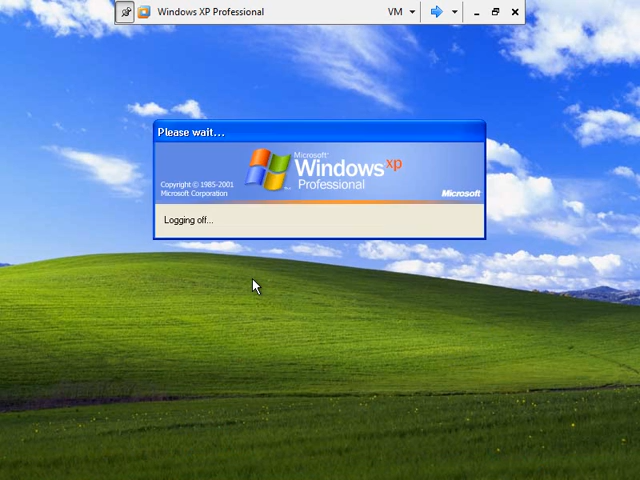 Windows XP Professional
VM
Please wait...
Microsoft
Windows xp
Professional
Copyright © 1985-2001
Microsoft Corporation
Microsoft
Logging off...